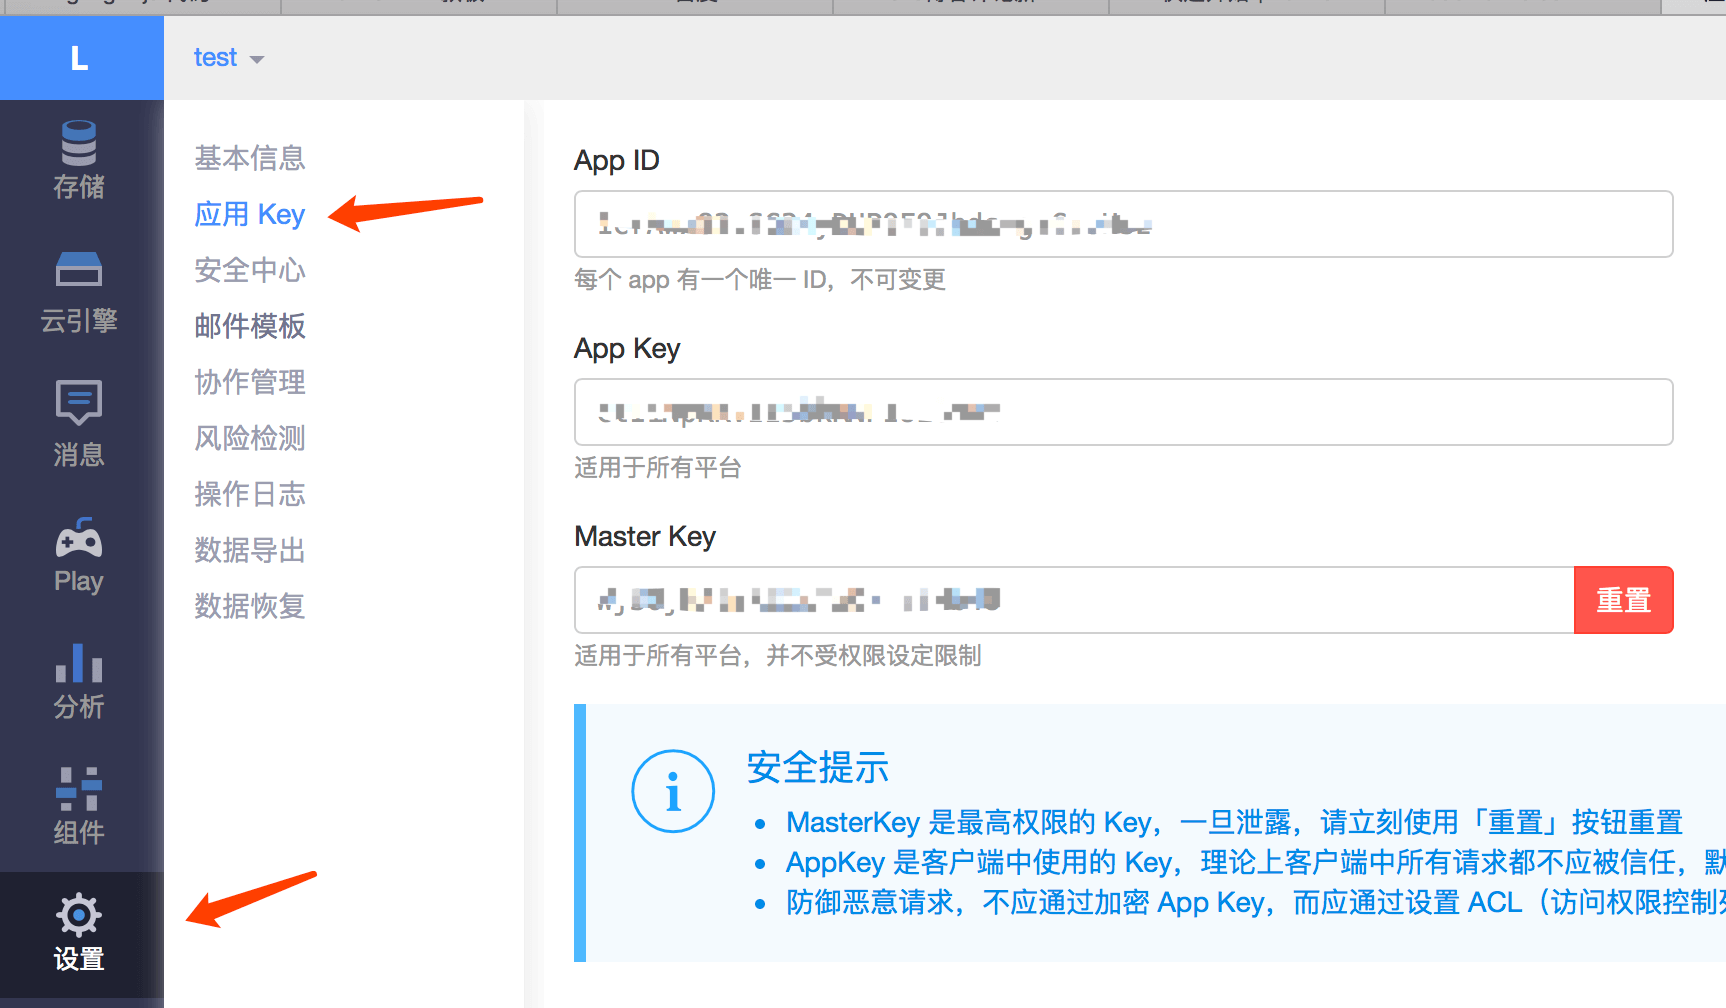 L
test
存储
云引擎
消息
Play
分析
组件
设置
基本信息
应用 Key
安全中心
邮件模板
协作管理
风险检测
操作日志
数据导出
数据恢复
App ID
每个 app 有一个唯一 ID，不可变更
App Key
适用于所有平台
Master Key
重置
适用于所有平台，并不受权限设定限制
安全提示
MasterKey 是最高权限的 Key，一旦泄露，请立刻使用「重置」按钮重置
AppKey 是客户端中使用的 Key，理论上客户端中所有请求都不应被信任，默
防御恶意请求，不应通过加密 App Key，而应通过设置 ACL（访问权限控制列